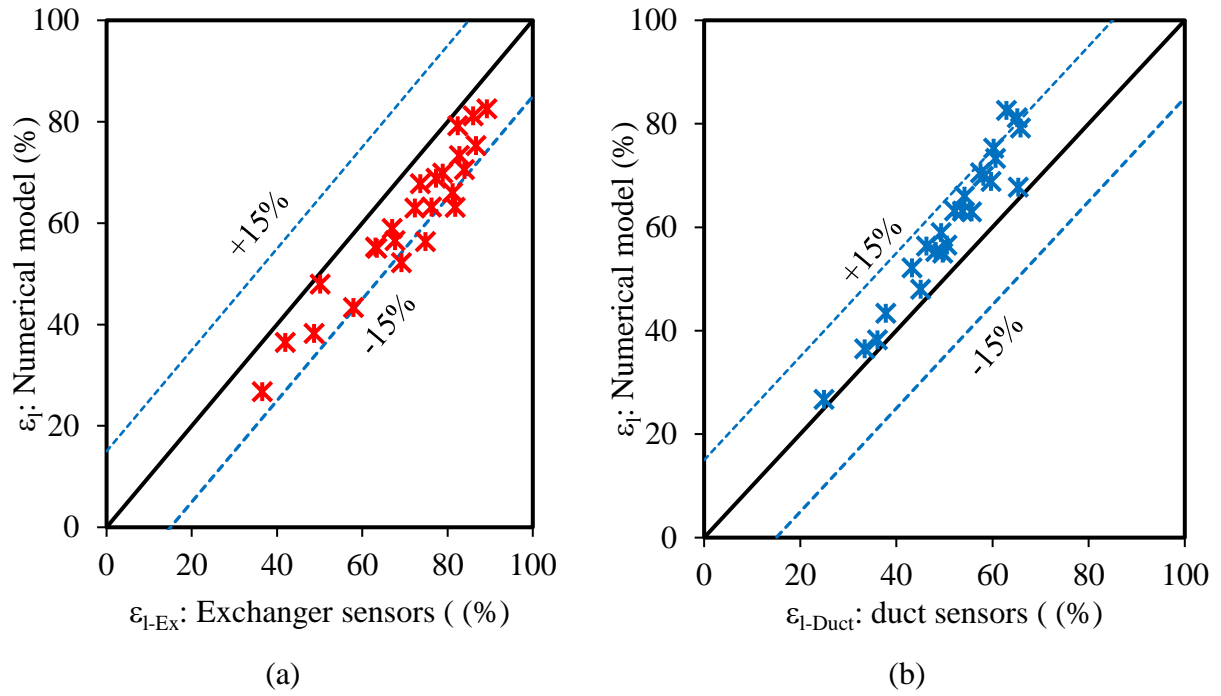 100
80
60
40
20
0
εl: Numerical model (%)
+15%
-15%
0 20 40 60 80 100
εl-Ex: Exchanger sensors ( (%)
(a)
100
80
60
40
20
0
εl: Numerical model (%)
+15%
-15%
0 20 40 60 80 100
εl-Duct: duct sensors ( (%)
(b)